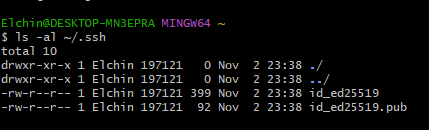 Elchin@DESKTOP-MN3EPRA MINGW64 ~
$ ls -al ~/.ssh
total 10
drwxr-xr-x 1 Elchin 197121   0 Nov  2 23:38 ./
drwxr-xr-x 1 Elchin 197121   0 Nov  2 23:38 ../
-rw-r--r-- 1 Elchin 197121 399 Nov  2 23:38 id_ed25519
-rw-r--r-- 1 Elchin 197121  92 Nov  2 23:38 id_ed25519.pub